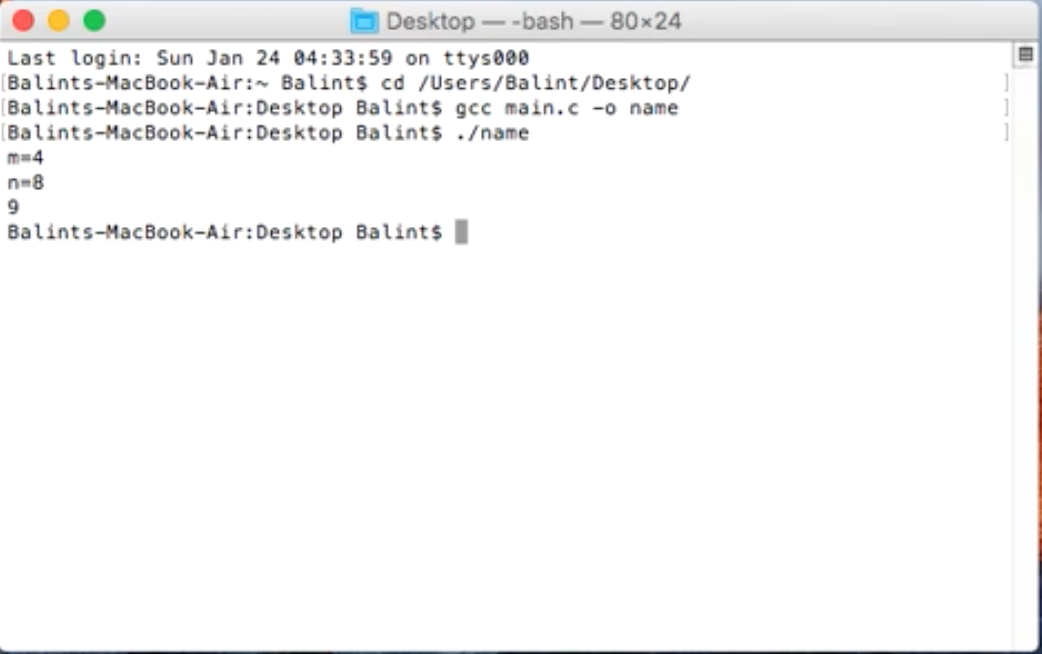 Desktop — -bash — 80×24
Last login: Sun Jan 24 04:33:59 on ttys000
[Balints-MacBook-Air:~ Balint$ cd /Users/Balint/Desktop/ ]
[Balints-MacBook-Air:Desktop Balint$ gcc main.c -o name ]
[Balints-MacBook-Air:Desktop Balint$ ./name ]
m=4
n=8
9
Balints-MacBook-Air:Desktop Balint$